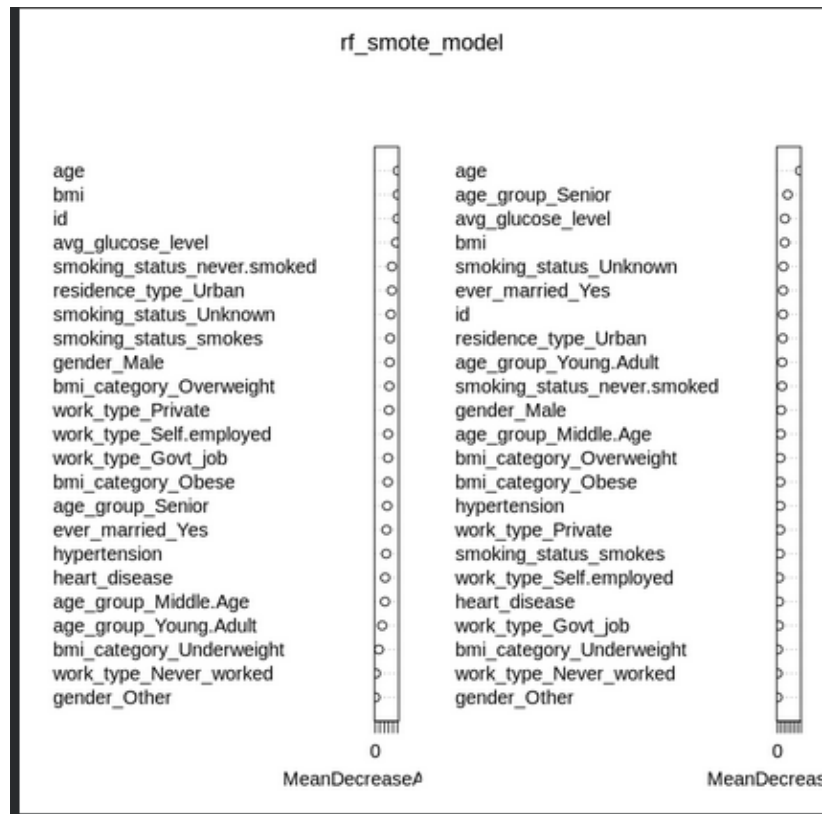 rf_smote_model
age
bmi
id
avg_glucose_level
smoking_status_never.smoked
residence_type_Urban
smoking_status_Unknown
smoking_status_smokes
gender_Male
bmi_category_Overweight
work_type_Private
work_type_Self.employed
work_type_Govt_job
bmi_category_Obese
age_group_Senior
ever_married_Yes
hypertension
heart_disease
age_group_Middle.Age
age_group_Young.Adult
bmi_category_Underweight
work_type_Never_worked
gender_Other
0
MeanDecreaseA
age
age_group_Senior
avg_glucose_level
bmi
smoking_status_Unknown
ever_married_Yes
id
residence_type_Urban
age_group_Young.Adult
smoking_status_never.smoked
gender_Male
age_group_Middle.Age
bmi_category_Overweight
bmi_category_Obese
hypertension
work_type_Private
smoking_status_smokes
work_type_Self.employed
heart_disease
work_type_Govt_job
bmi_category_Underweight
work_type_Never_worked
gender_Other
0
MeanDecreas